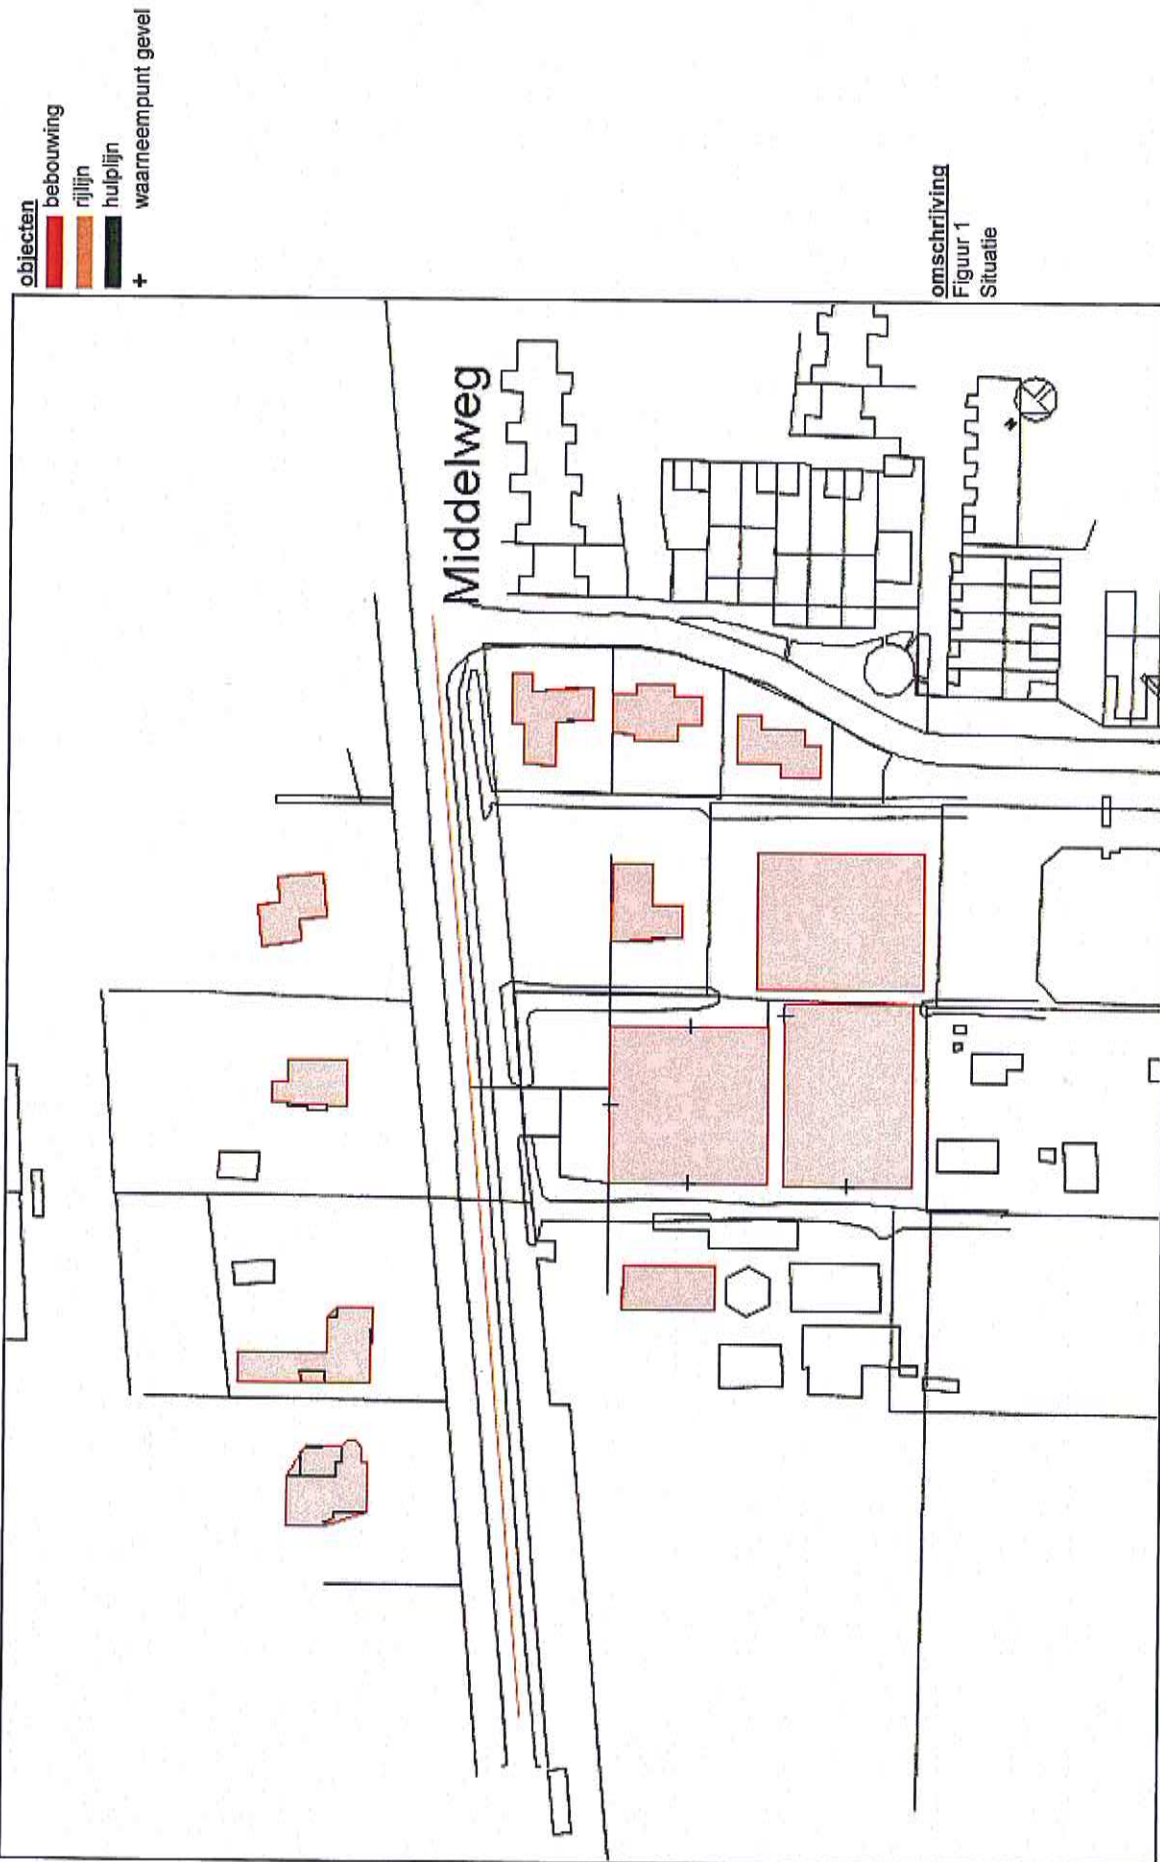 objecten
bebouwing
rijlijn
hulplijn
+ waarneempunt gevel
Middelweg
omschrijving
Figuur 1
Situatie